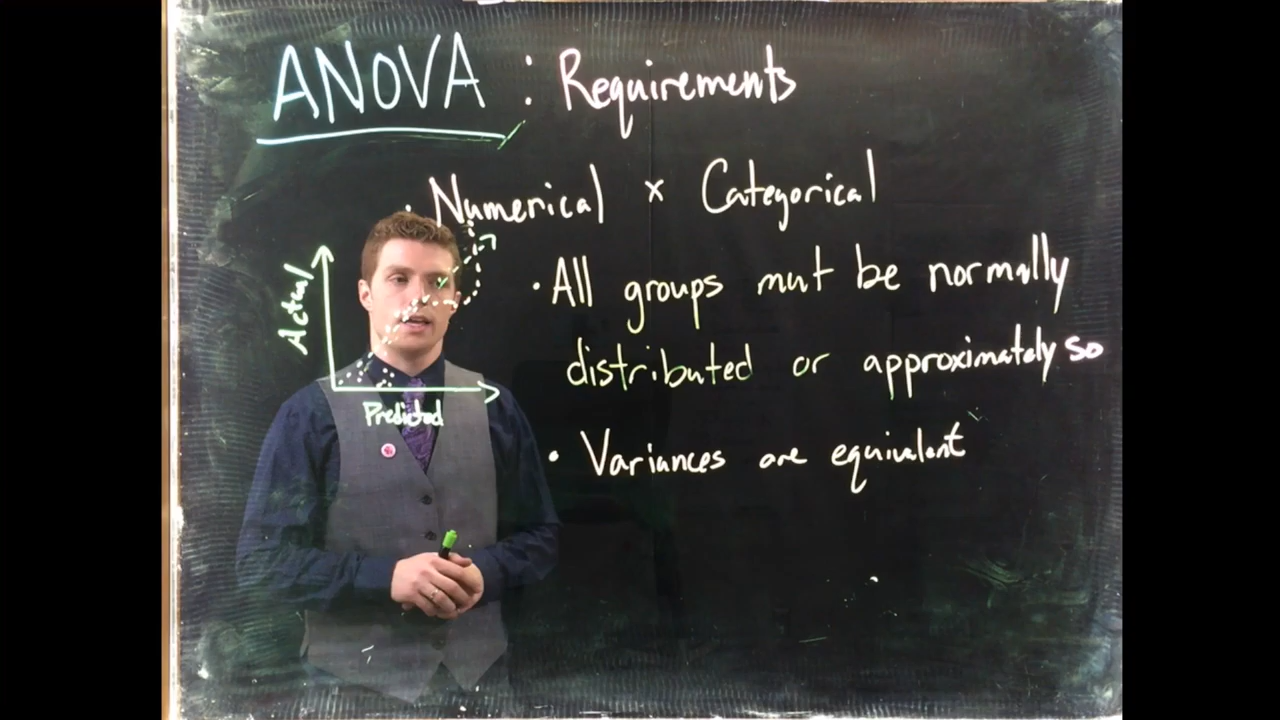 ANOVA : Requirements
• Numerical x Categorical
• All groups must be normally
distributed or approximately so
• Variances are equivalent
Actual
Predicted